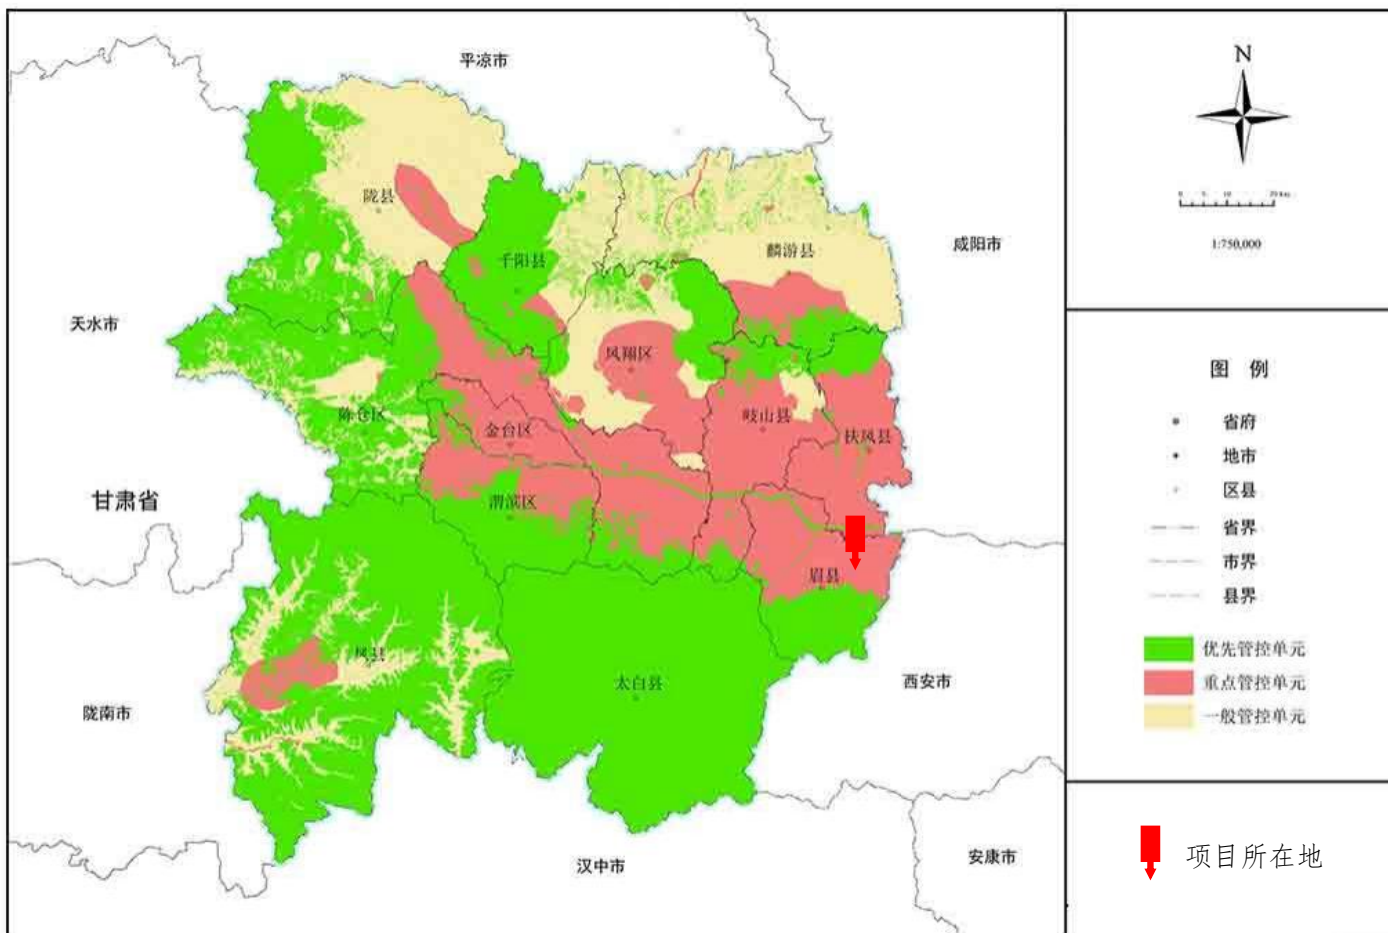 平凉市
N
陇县
0 5 10 20 km
千阳县
麟游县
咸阳市
1:750,000
天水市
凤翔区
图 例
陈仓区
岐山县
省府
金台区
扶风县
地市
甘肃省
渭滨区
区县
省界
市界
眉县
县界
优先管控单元
凤县
太白县
西安市
重点管控单元
陇南市
一般管控单元
汉中市
安康市
项目所在地